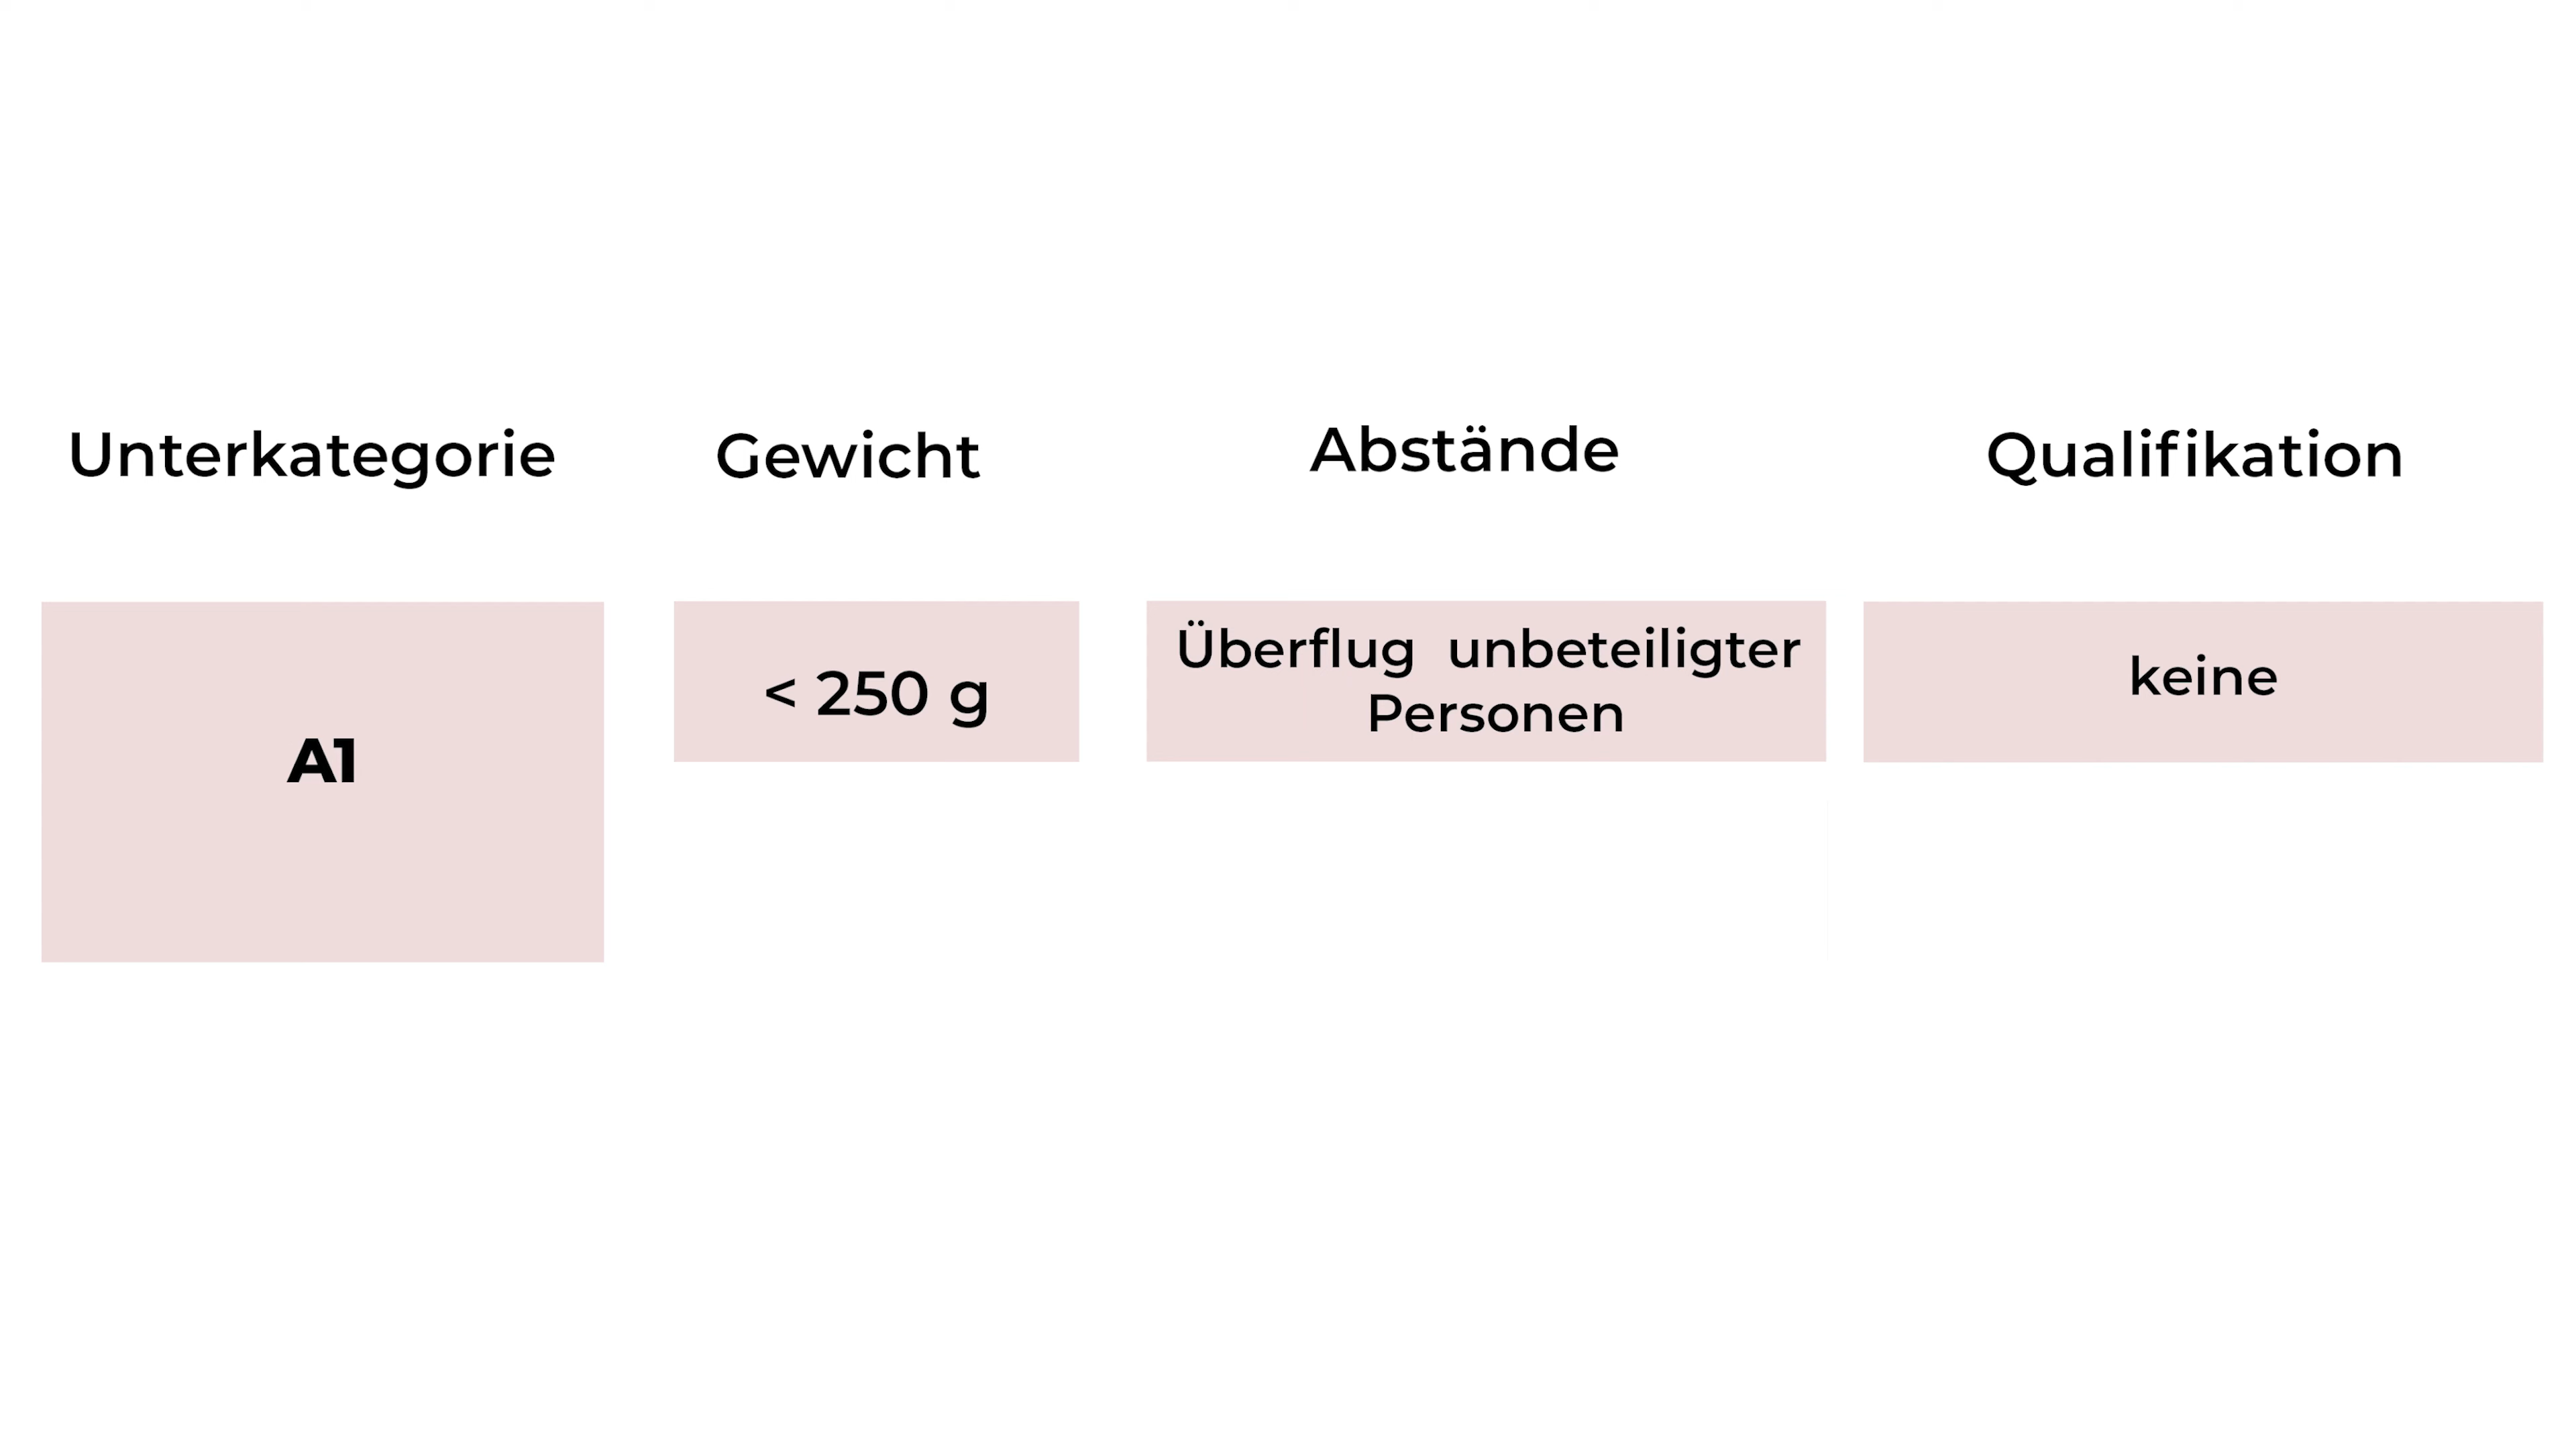 Unterkategorie Gewicht Abstände Qualifikation
A1
< 250 g
Überflug unbeteiligter
Personen
keine